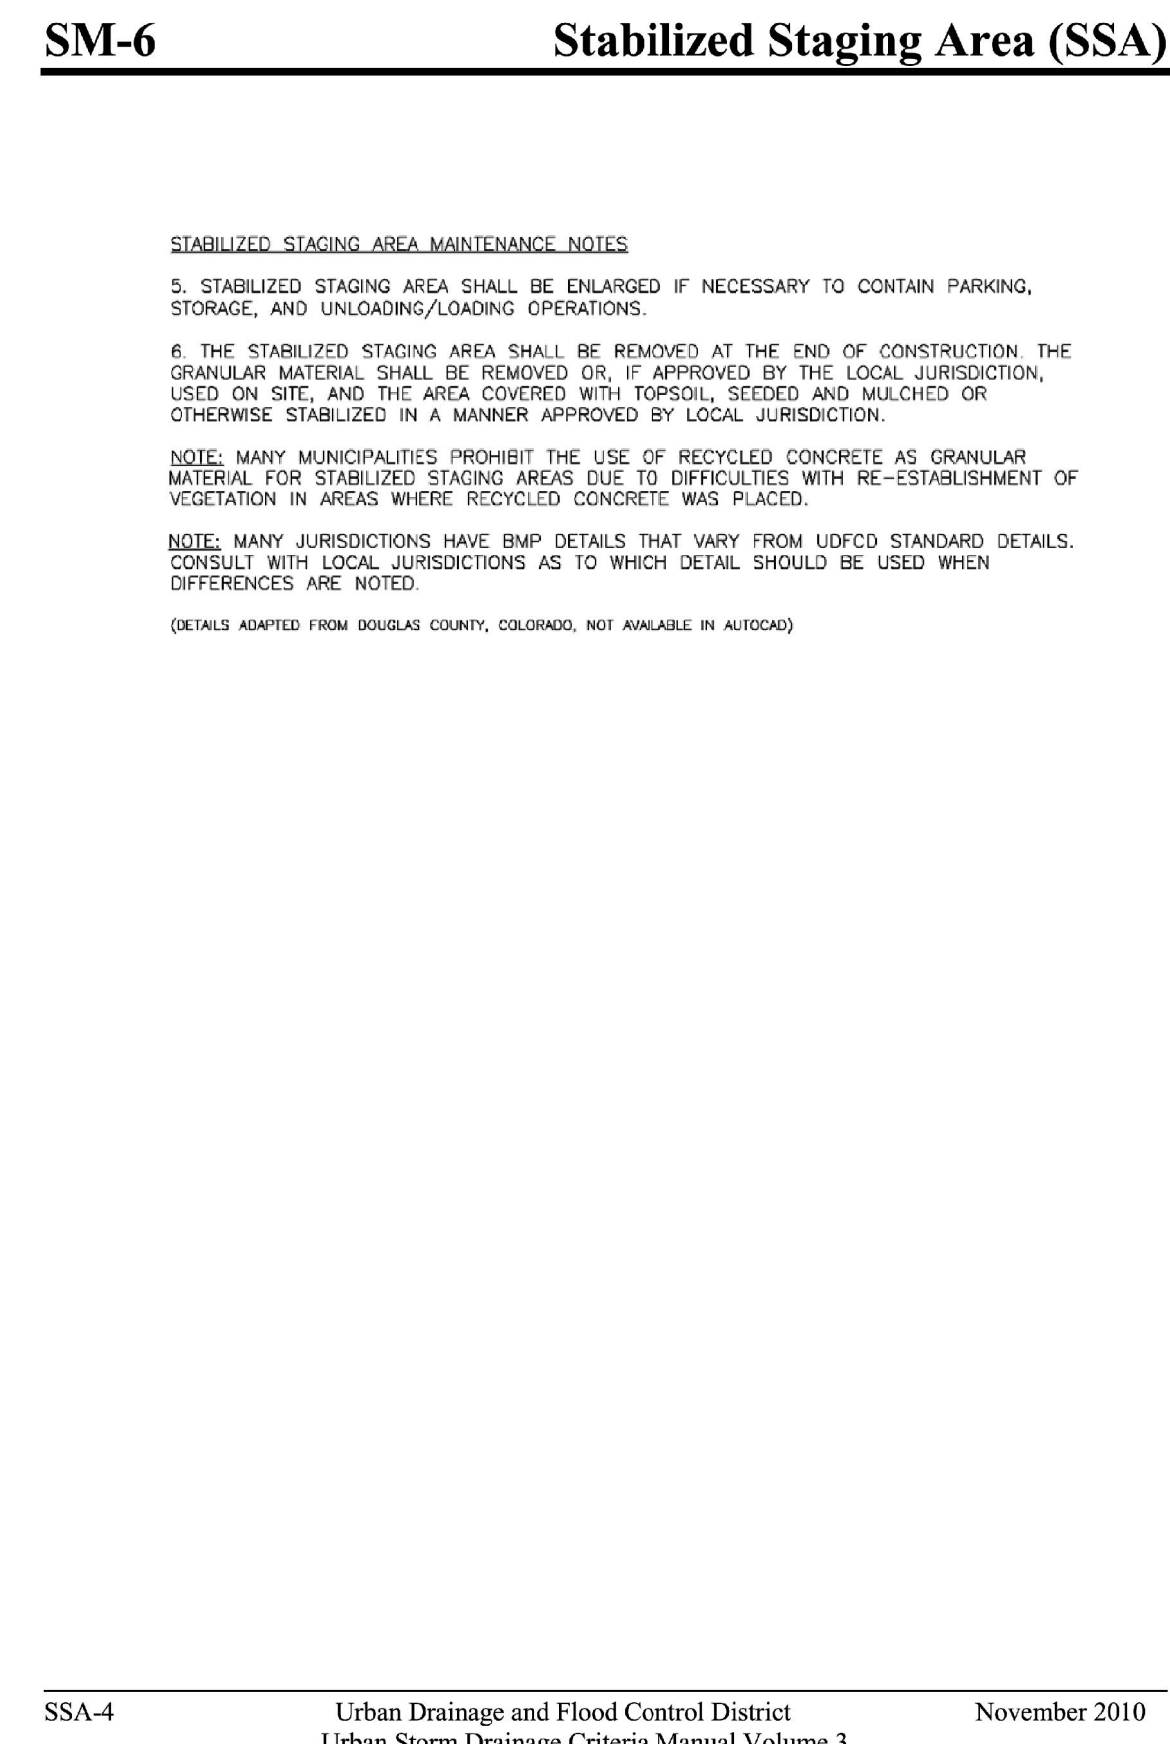 SM-6 Stabilized Staging Area (SSA)
STABILIZED STAGING AREA MAINTENANCE NOTES
5. STABILIZED STAGING AREA SHALL BE ENLARGED IF NECESSARY TO CONTAIN PARKING,
STORAGE, AND UNLOADING/LOADING OPERATIONS.
6. THE STABILIZED STAGING AREA SHALL BE REMOVED AT THE END OF CONSTRUCTION. THE
GRANULAR MATERIAL SHALL BE REMOVED OR, IF APPROVED BY THE LOCAL JURISDICTION,
USED ON SITE, AND THE AREA COVERED WITH TOPSOIL, SEEDED AND MULCHED OR
OTHERWISE STABILIZED IN A MANNER APPROVED BY LOCAL JURISDICTION.
NOTE: MANY MUNICIPALITIES PROHIBIT THE USE OF RECYCLED CONCRETE AS GRANULAR
MATERIAL FOR STABILIZED STAGING AREAS DUE TO DIFFICULTIES WITH RE-ESTABLISHMENT OF
VEGETATION IN AREAS WHERE RECYCLED CONCRETE WAS PLACED.
NOTE: MANY JURISDICTIONS HAVE BMP DETAILS THAT VARY FROM UDFCD STANDARD DETAILS.
CONSULT WITH LOCAL JURISDICTIONS AS TO WHICH DETAIL SHOULD BE USED WHEN
DIFFERENCES ARE NOTED.
(DETAILS ADAPTED FROM DOUGLAS COUNTY, COLORADO, NOT AVAILABLE IN AUTOCAD)
SSA-4 Urban Drainage and Flood Control District November 2010
Urban Storm Drainage Criteria Manual Volume 3